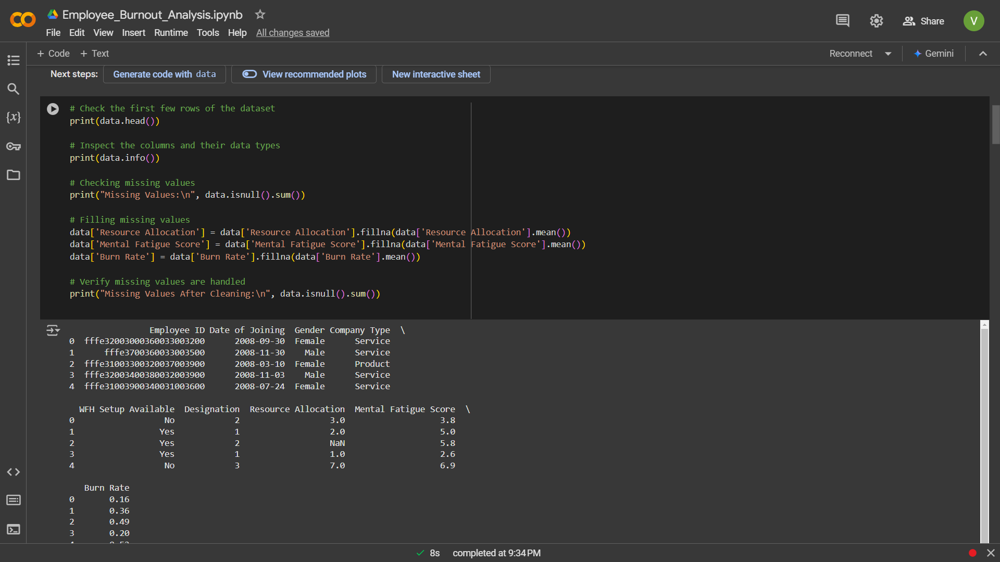 Employee_Burnout_Analysis.ipynb
File Edit View Insert Runtime Tools Help All changes saved
Share
V
+ Code + Text
Reconnect
Gemini
Next steps: Generate code with data View recommended plots New interactive sheet
{x}
# Check the first few rows of the dataset
print(data.head())
# Inspect the columns and their data types
print(data.info())
# Checking missing values
print("Missing Values:\n", data.isnull().sum())
# Filling missing values
data['Resource Allocation'] = data['Resource Allocation'].fillna(data['Resource Allocation'].mean())
data['Mental Fatigue Score'] = data['Mental Fatigue Score'].fillna(data['Mental Fatigue Score'].mean())
data['Burn Rate'] = data['Burn Rate'].fillna(data['Burn Rate'].mean())
# Verify missing values are handled
print("Missing Values After Cleaning:\n", data.isnull().sum())
Employee ID Date of Joining Gender Company Type \
0 fffe32003000360033003200 2008-09-30 Female Service
1 fffe3700360033003500 2008-11-30 Male Service
2 fffe31003300320037003900 2008-03-10 Female Product
3 fffe32003400380032003900 2008-11-03 Male Service
4 fffe31003900340031003600 2008-07-24 Female Service
WFH Setup Available Designation Resource Allocation Mental Fatigue Score \
0 No 2 3.0 3.8
1 Yes 1 2.0 5.0
2 Yes 2 NaN 5.8
3 Yes 1 1.0 2.6
4 No 3 7.0 6.9
Burn Rate
0 0.16
1 0.36
2 0.49
3 0.20
8s completed at 9:34 PM